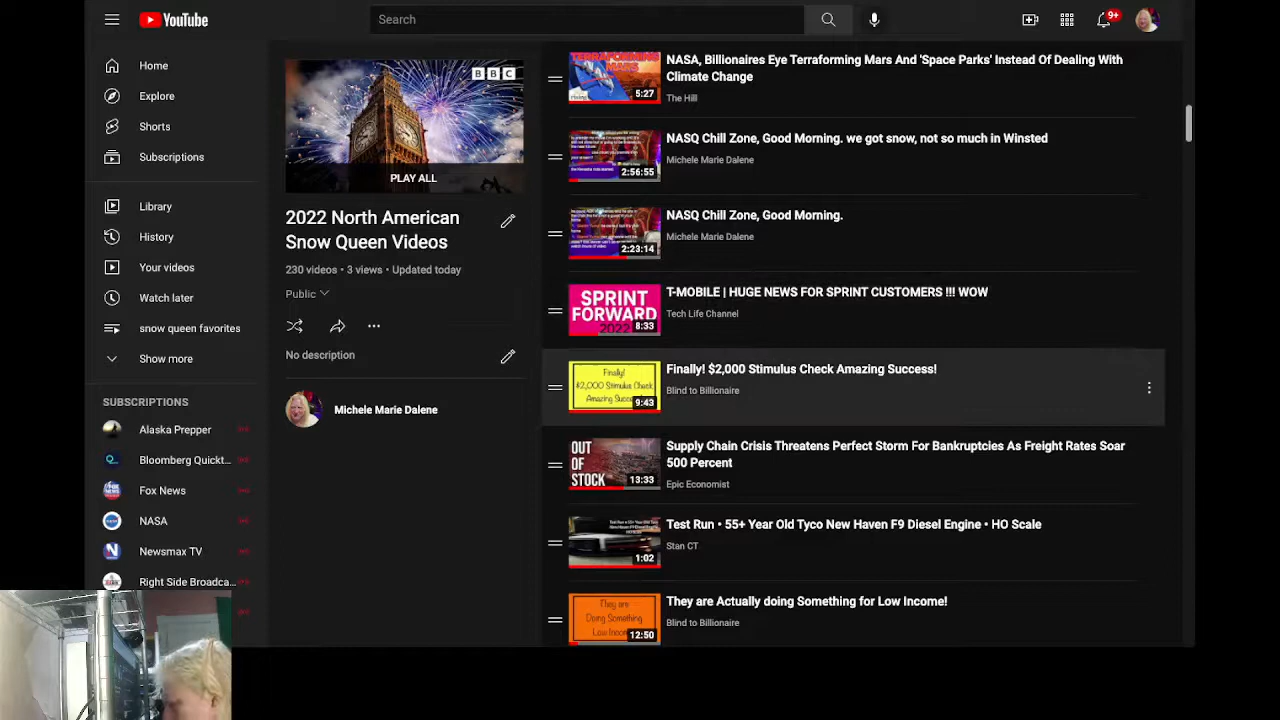 YouTube
Search
9+
Home
Explore
Shorts
Subscriptions
Library
History
Your videos
Watch later
snow queen favorites
Show more
SUBSCRIPTIONS
Alaska Prepper
Bloomberg Quickt...
Fox News
NASA
Newsmax TV
Right Side Broadca...
BBC
PLAY ALL
2022 North American
Snow Queen Videos
230 videos • 3 views • Updated today
Public
No description
Michele Marie Dalene
TERRAFORMING
MARS
5:27
NASA, Billionaires Eye Terraforming Mars And 'Space Parks' Instead Of Dealing With
Climate Change
The Hill
2:56:55
NASQ Chill Zone, Good Morning. we got snow, not so much in Winsted
Michele Marie Dalene
2:23:14
NASQ Chill Zone, Good Morning.
Michele Marie Dalene
SPRINT
FORWARD
2022
8:33
T-MOBILE | HUGE NEWS FOR SPRINT CUSTOMERS !!! WOW
Tech Life Channel
Finally!
$2,000 Stimulus Check
Amazing
9:43
Finally! $2,000 Stimulus Check Amazing Success!
Blind to Billionaire
OUT
OF
STOCK
13:33
Supply Chain Crisis Threatens Perfect Storm For Bankruptcies As Freight Rates Soar
500 Percent
Epic Economist
1:02
Test Run • 55+ Year Old Tyco New Haven F9 Diesel Engine • HO Scale
Stan CT
They are
Doing Something
Low
12:50
They are Actually doing Something for Low Income!
Blind to Billionaire